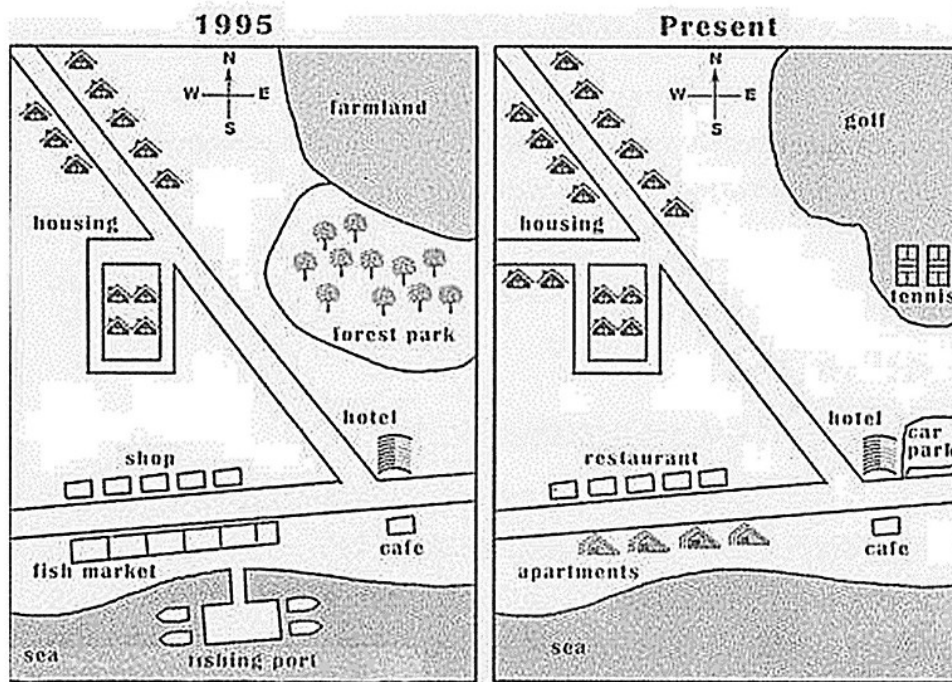 1995
N
W E
S
farmland
housing
forest park
hotel
shop
fish market
cafe
sea
fishing port
Present
N
W E
S
golf
housing
tennis
hotel
car
park
restaurant
apartments
cafe
sea